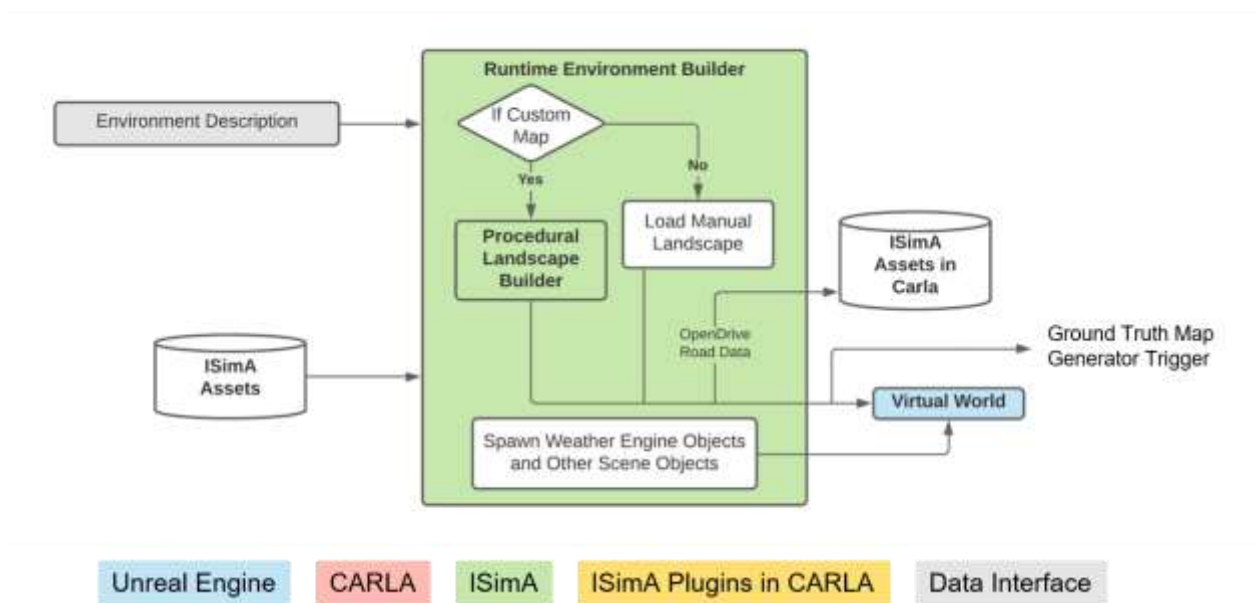 Runtime Environment Builder
Environment Description
If Custom
Map
Yes
No
Procedural
Landscape
Builder
Load Manual
Landscape
ISimA
Assets in
Carla
OpenDrive
Road Data
Ground Truth Map
Generator Trigger
ISimA
Assets
Virtual World
Spawn Weather Engine Objects
and Other Scene Objects
Unreal Engine
CARLA
ISimA
ISimA Plugins in CARLA
Data Interface